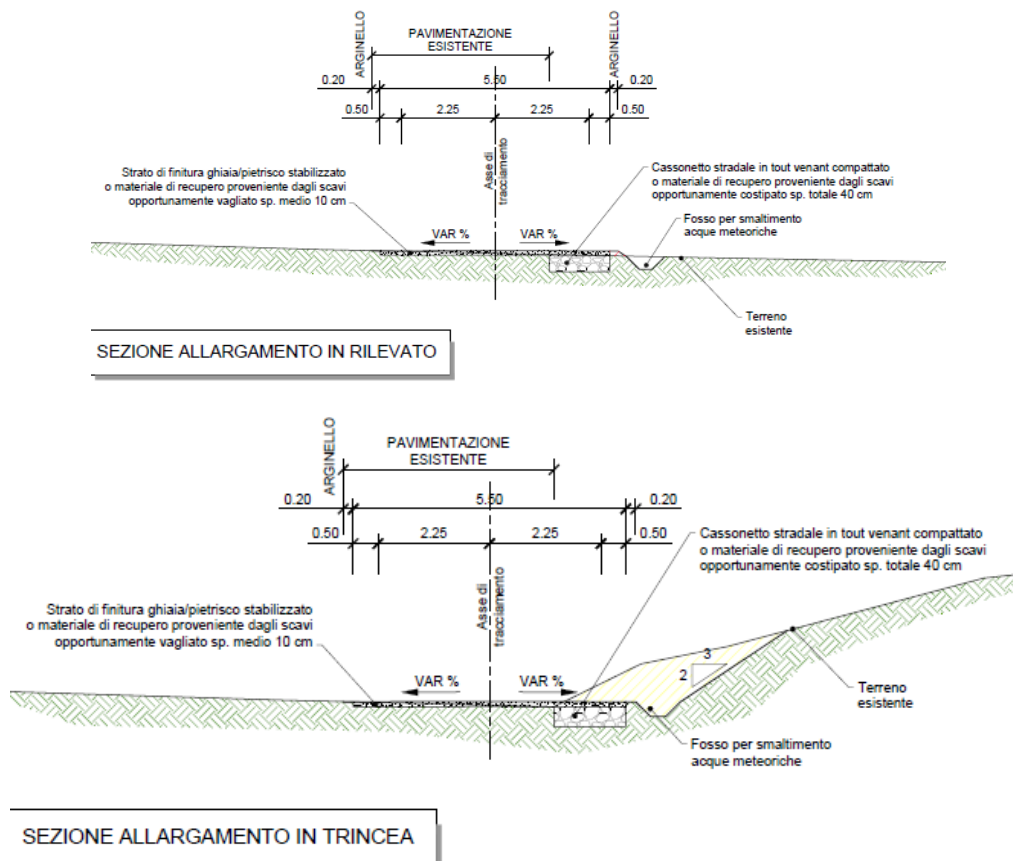 ARGINELLO
PAVIMENTAZIONE
ESISTENTE
ARGINELLO
0.20
5.50
0.20
0.50
2.25
2.25
0.50
Asse di
tracciamento
Strato di finitura ghiaia/pietrisco stabilizzato
o materiale di recupero proveniente dagli scavi
opportunamente vagliato sp. medio 10 cm
Cassonetto stradale in tout venant compattato
o materiale di recupero proveniente dagli scavi
opportunamente costipato sp. totale 40 cm
Fosso per smaltimento
acque meteoriche
VAR %
VAR %
Terreno
esistente
SEZIONE ALLARGAMENTO IN RILEVATO
ARGINELLO
PAVIMENTAZIONE
ESISTENTE
0.20
5.50
0.20
0.50
2.25
2.25
0.50
Asse di
tracciamento
Cassonetto stradale in tout venant compattato
o materiale di recupero proveniente dagli scavi
opportunamente costipato sp. totale 40 cm
Strato di finitura ghiaia/pietrisco stabilizzato
o materiale di recupero proveniente dagli scavi
opportunamente vagliato sp. medio 10 cm
VAR %
VAR %
3
2
Terreno
esistente
Fosso per smaltimento
acque meteoriche
SEZIONE ALLARGAMENTO IN TRINCEA